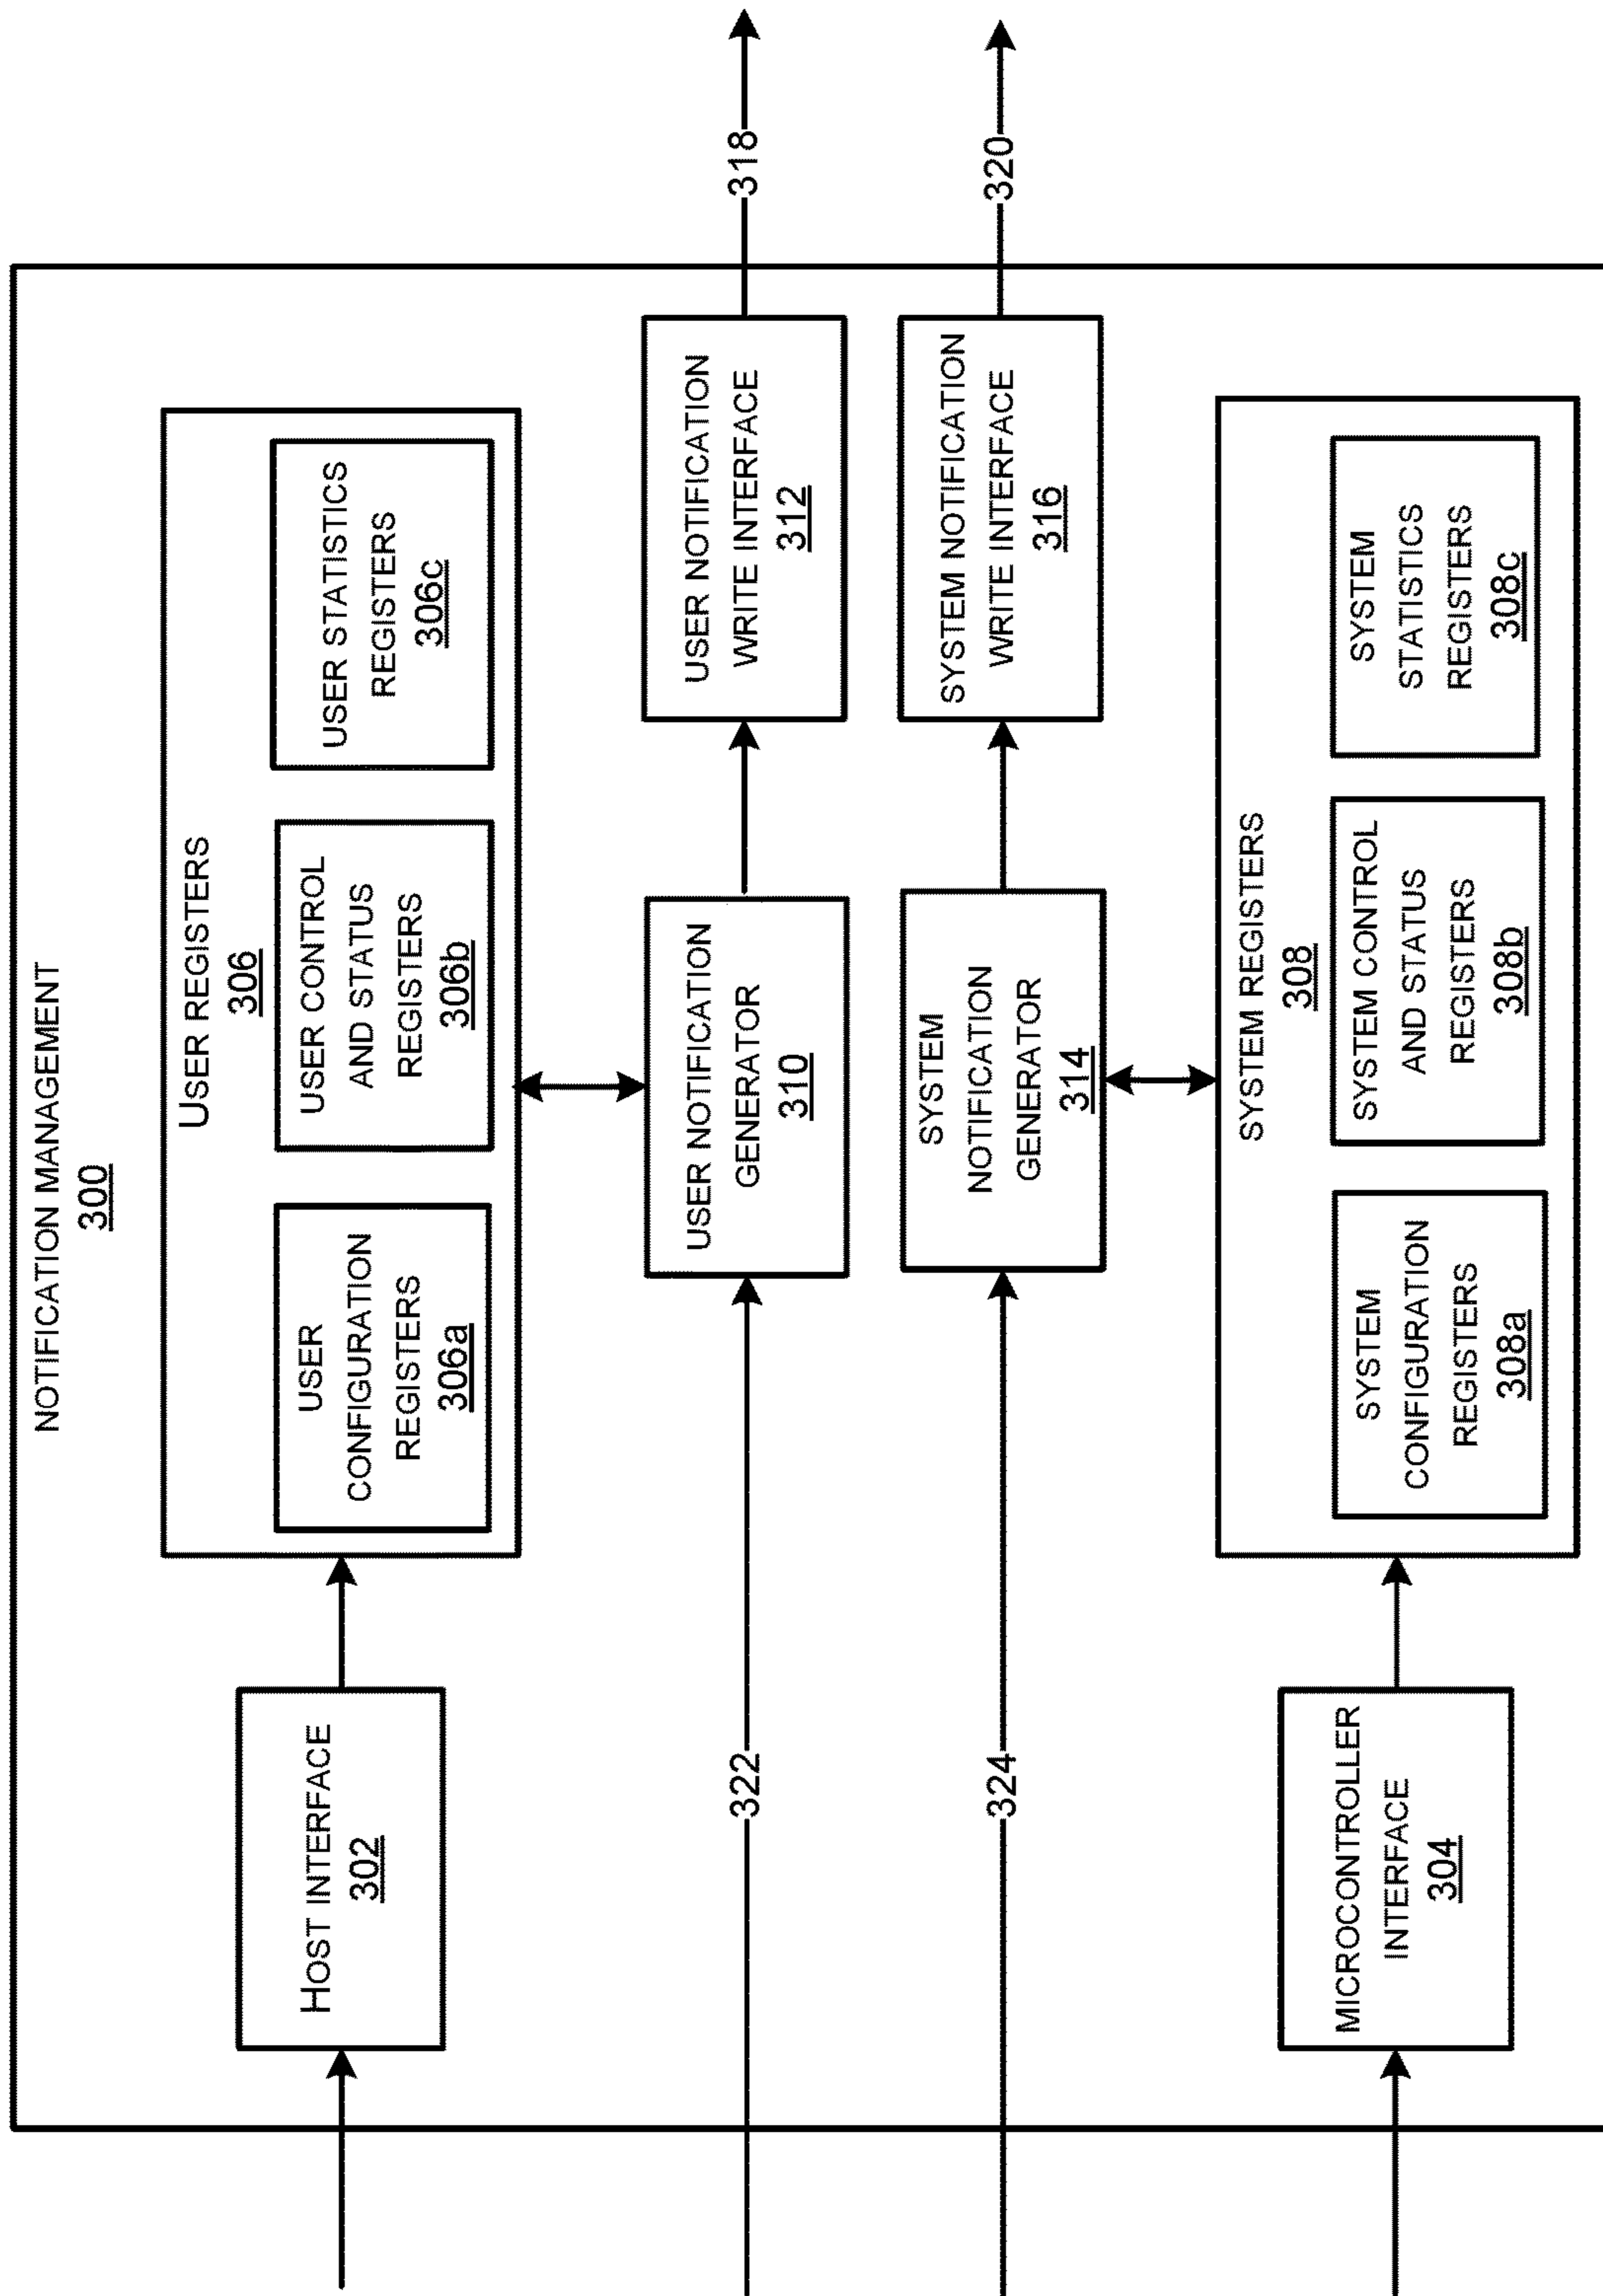 NOTIFICATION MANAGEMENT
300
HOST INTERFACE
302
USER REGISTERS
306
USER
CONFIGURATION
REGISTERS
306a
USER CONTROL
AND STATUS
REGISTERS
306b
USER STATISTICS
REGISTERS
306c
322
USER NOTIFICATION
GENERATOR
310
USER NOTIFICATION
WRITE INTERFACE
312
318
324
SYSTEM
NOTIFICATION
GENERATOR
314
SYSTEM NOTIFICATION
WRITE INTERFACE
316
320
MICROCONTROLLER
INTERFACE
304
SYSTEM REGISTERS
308
SYSTEM
CONFIGURATION
REGISTERS
308a
SYSTEM CONTROL
AND STATUS
REGISTERS
308b
SYSTEM
STATISTICS
REGISTERS
308c